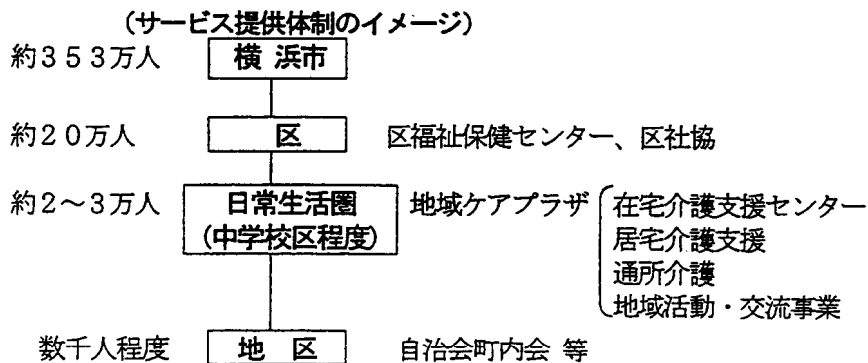 （サービス提供体制のイメージ）
約３５３万人 横 浜市
約２０万人 区 区福祉保健センター、区社協
約２～３万人 日常生活圏 地域ケアプラザ 在宅介護支援センター
(中学校区程度) 居宅介護支援
通所介護
地域活動・交流事業
数千人程度 地 区 自治会町内会 等